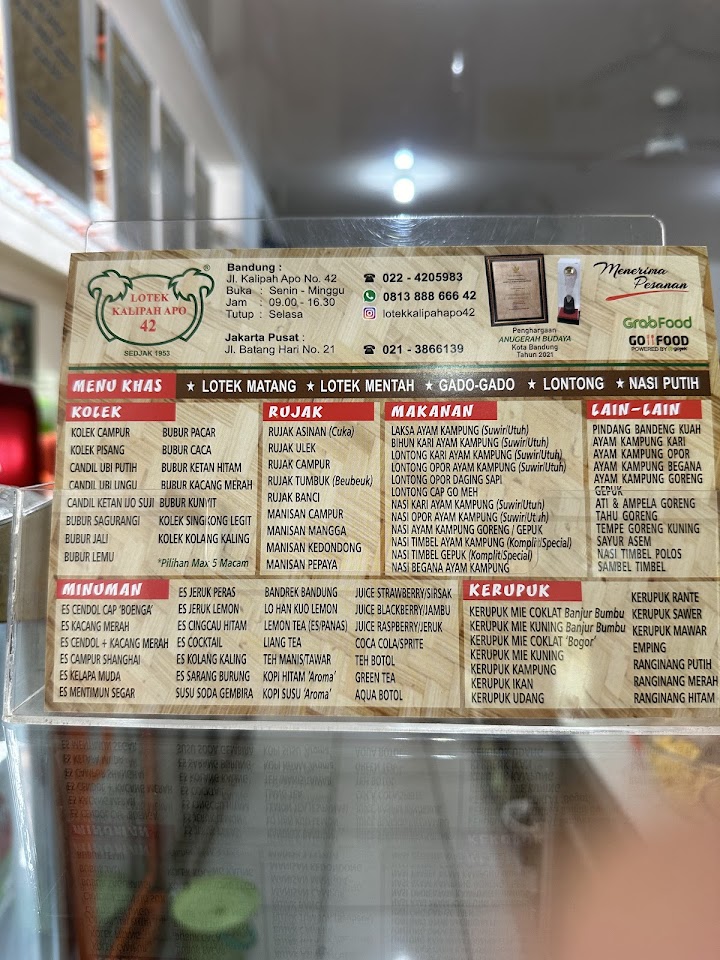 LOTEK
KALIPAH APO
42
®
SEDJAK 1953
Bandung :
Jl. Kalipah Apo No. 42
Buka : Senin - Minggu
Jam : 09.00 - 16.30
Tutup : Selasa
Jakarta Pusat :
Jl. Batang Hari No. 21
022 - 4205983
0813 888 666 42
lotekkalipahapo42
021 - 3866139
Penghargaan
ANUGERAH BUDAYA
Kota Bandung
Tahun 2021
Menerima
Pesanan
GrabFood
GOFOOD
POWERED BY gojek
MENU KHAS ★ LOTEK MATANG ★ LOTEK MENTAH ★ GADO-GADO ★ LONTONG ★ NASI PUTIH
KOLEK
KOLEK CAMPUR
KOLEK PISANG
CANDIL UBI PUTIH
CANDIL UBI UNGU
CANDIL KETAN IJO SUJI
BUBUR SAGURANGI
BUBUR JALI
BUBUR LEMU
BUBUR PACAR
BUBUR CACA
BUBUR KETAN HITAM
BUBUR KACANG MERAH
BUBUR KUNYIT
KOLEK SINGKONG LEGIT
KOLEK KOLANG KALING
*Pilihan Max 5 Macam
RUJAK
RUJAK ASINAN (Cuka)
RUJAK ULEK
RUJAK CAMPUR
RUJAK TUMBUK (Beubeuk)
RUJAK BANCI
MANISAN CAMPUR
MANISAN MANGGA
MANISAN KEDONDONG
MANISAN PEPAYA
MAKANAN
LAKSA AYAM KAMPUNG (Suwir/Utuh)
BIHUN KARI AYAM KAMPUNG (Suwir/Utuh)
LONTONG KARI AYAM KAMPUNG (Suwir/Utuh)
LONTONG OPOR AYAM KAMPUNG (Suwir/Utuh)
LONTONG OPOR DAGING SAPI
LONTONG CAP GO MEH
NASI KARI AYAM KAMPUNG (Suwir/Utuh)
NASI OPOR AYAM KAMPUNG (Suwir/Utuh)
NASI AYAM KAMPUNG GORENG / GEPUK
NASI TIMBEL AYAM KAMPUNG (Komplit/Special)
NASI TIMBEL GEPUK (Komplit/Special)
NASI BEGANA AYAM KAMPUNG
LAIN-LAIN
PINDANG BANDENG KUAH
AYAM KAMPUNG KARI
AYAM KAMPUNG OPOR
AYAM KAMPUNG BEGANA
AYAM KAMPUNG GORENG
GEPUK
ATI & AMPELA GORENG
TAHU GORENG
TEMPE GORENG KUNING
SAYUR ASEM
NASI TIMBEL POLOS
SAMBEL TIMBEL
MINUMAN
ES CENDOL CAP 'BOENGA'
ES KACANG MERAH
ES CENDOL + KACANG MERAH
ES CAMPUR SHANGHAI
ES KELAPA MUDA
ES MENTIMUN SEGAR
ES JERUK PERAS
ES JERUK LEMON
ES CINGCAU HITAM
ES COCKTAIL
ES KOLANG KALING
ES SARANG BURUNG
SUSU SODA GEMBIRA
BANDREK BANDUNG
LO HAN KUO LEMON
LEMON TEA (ES/PANAS)
LIANG TEA
TEH MANIS/TAWAR
KOPI HITAM 'Aroma'
KOPI SUSU 'Aroma'
JUICE STRAWBERRY/SIRSAK
JUICE BLACKBERRY/JAMBU
JUICE RASPBERRY/JERUK
COCA COLA/SPRITE
TEH BOTOL
GREEN TEA
AQUA BOTOL
KERUPUK
KERUPUK MIE COKLAT Banjur Bumbu
KERUPUK MIE KUNING Banjur Bumbu
KERUPUK MIE COKLAT 'Bogor'
KERUPUK MIE KUNING
KERUPUK KAMPUNG
KERUPUK IKAN
KERUPUK UDANG
KERUPUK RANTE
KERUPUK SAWER
KERUPUK MAWAR
EMPING
RANGINANG PUTIH
RANGINANG MERAH
RANGINANG HITAM